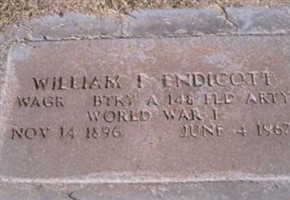 WILLIAM F ENDICOTT
WAGR BTRY A 148 FLD ARTY
WORLD WAR I
NOV 14 1896 JUNE 4 1967